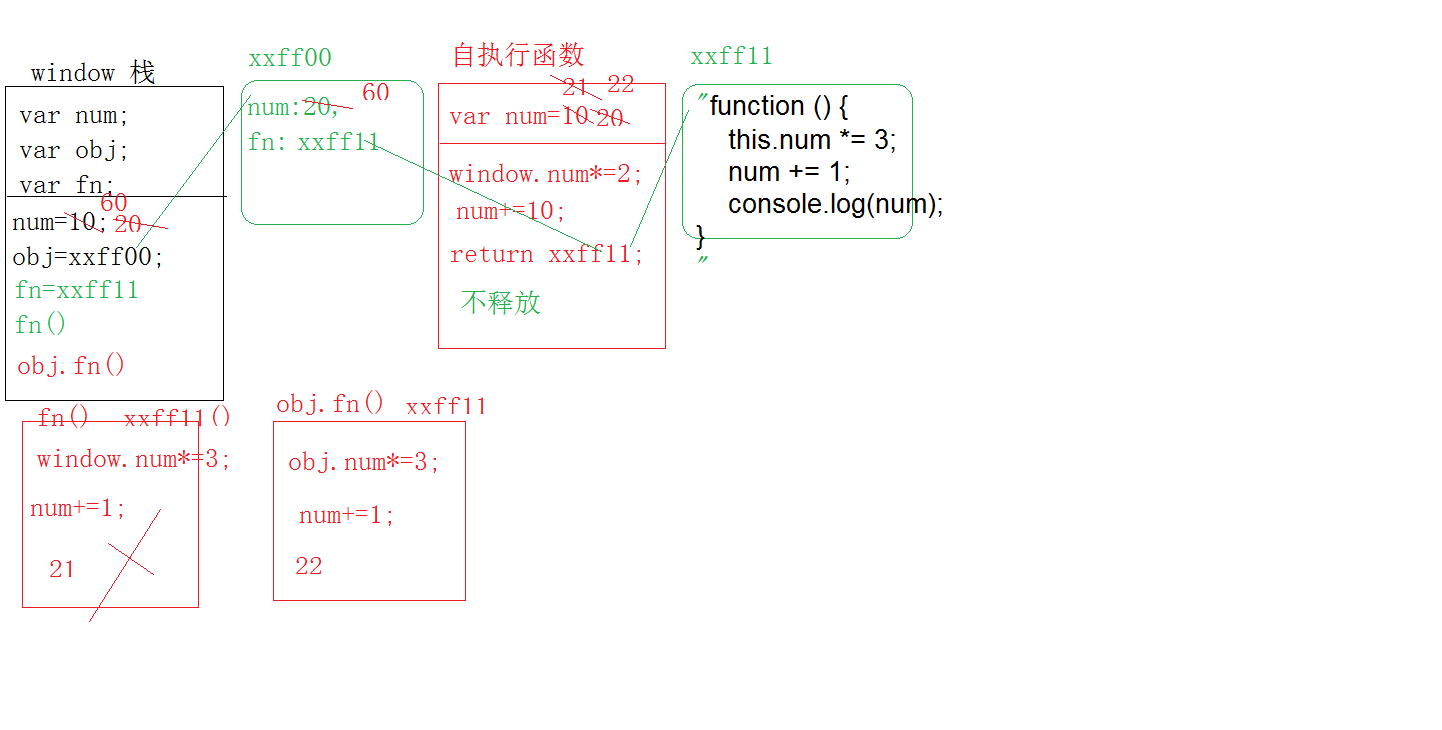 window 栈
var num;
var obj;
var fn;
60
num=10; 20
obj=xxff00;
fn=xxff11
fn()
obj.fn()
xxff00
60
num:20,
fn: xxff11
自执行函数
21 22
var num=10 20
window.num*=2;
num+=10;
return xxff11;
不释放
xxff11
"function () {
this.num *= 3;
num += 1;
console.log(num);
}
"
fn() xxff11()
window.num*=3;
num+=1;
21
obj.fn() xxff11
obj.num*=3;
num+=1;
22